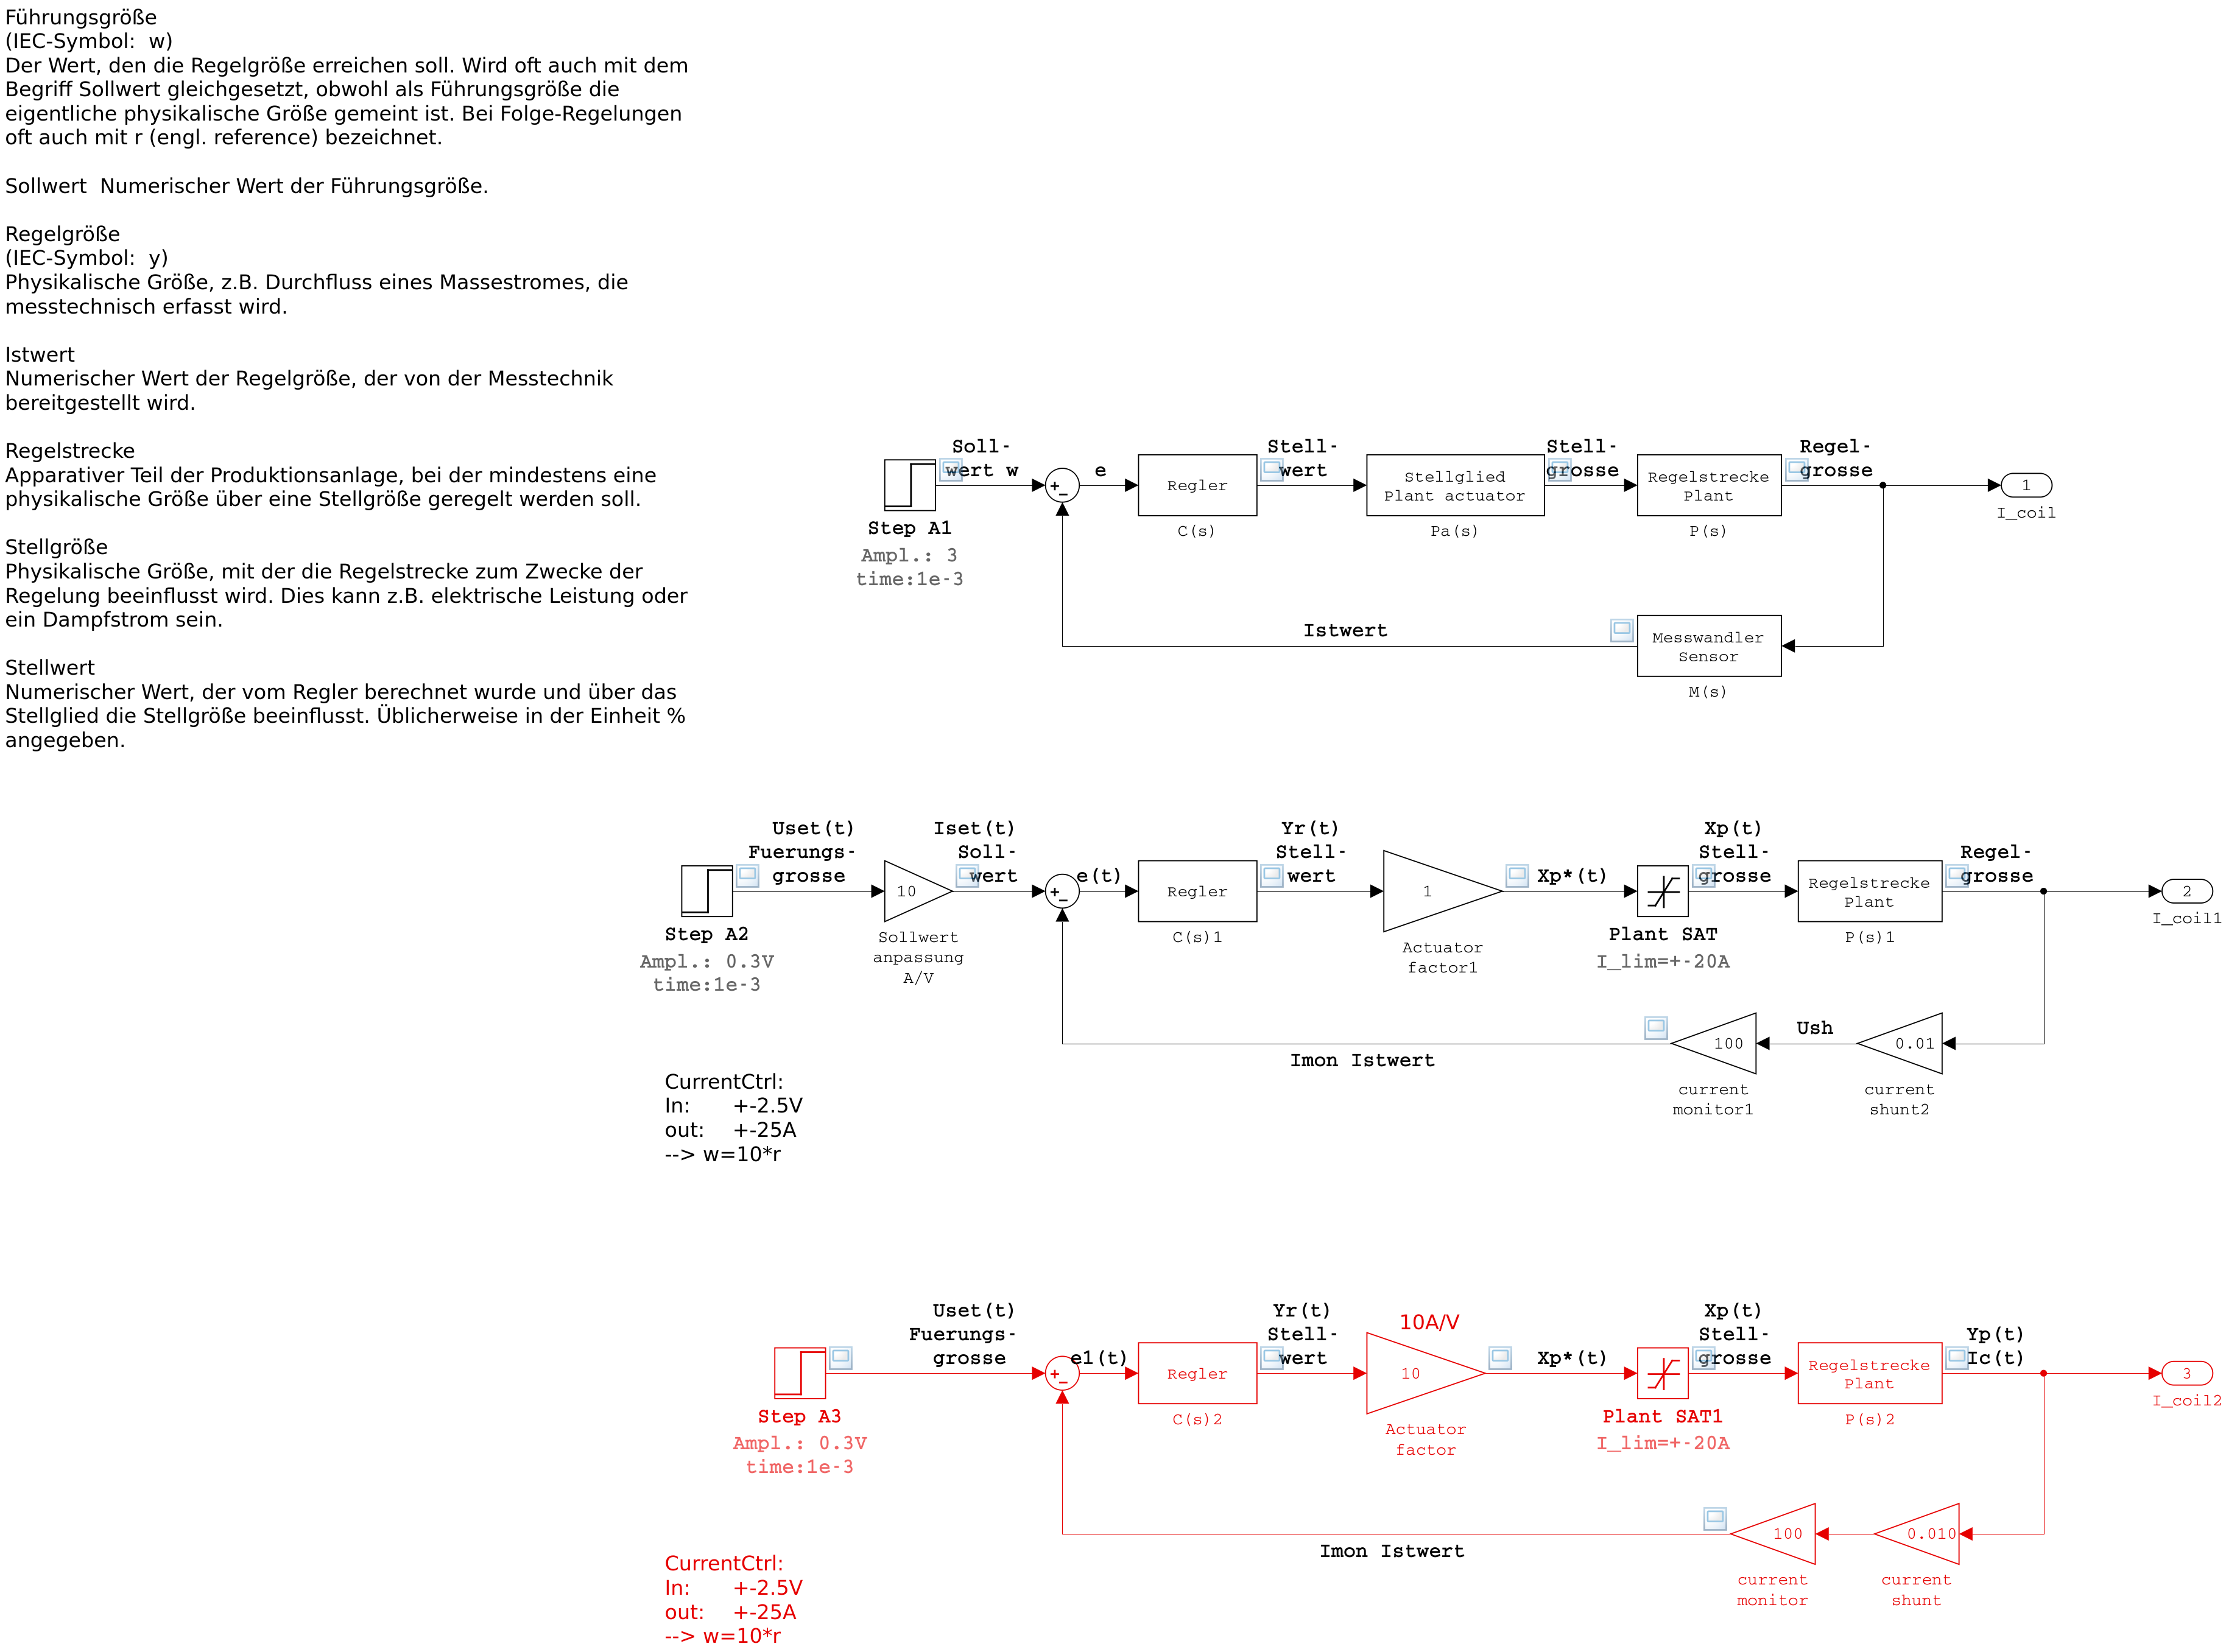 Führungsgröße
(IEC-Symbol:  w)
Der Wert, den die Regelgröße erreichen soll. Wird oft auch mit dem
Begriff Sollwert gleichgesetzt, obwohl als Führungsgröße die
eigentliche physikalische Größe gemeint ist. Bei Folge-Regelungen
oft auch mit r (engl. reference) bezeichnet.
Sollwert  Numerischer Wert der Führungsgröße.
Regelgröße
(IEC-Symbol:  y)
Physikalische Größe, z.B. Durchfluss eines Massestromes, die
messtechnisch erfasst wird.
Istwert
Numerischer Wert der Regelgröße, der von der Messtechnik
bereitgestellt wird.
Regelstrecke
Apparativer Teil der Produktionsanlage, bei der mindestens eine
physikalische Größe über eine Stellgröße geregelt werden soll.
Stellgröße
Physikalische Größe, mit der die Regelstrecke zum Zwecke der
Regelung beeinflusst wird. Dies kann z.B. elektrische Leistung oder
ein Dampfstrom sein.
Stellwert
Numerischer Wert, der vom Regler berechnet wurde und über das
Stellglied die Stellgröße beeinflusst. Üblicherweise in der Einheit %
angegeben.
Soll-
wert w
e
Stell-
wert
Stell-
grosse
Regel-
grosse
Regler
Stellglied
Plant actuator
Regelstrecke
Plant
1
I_coil
Step A1
Ampl.: 3
time:1e-3
C(s)
Pa(s)
P(s)
Istwert
Messwandler
Sensor
M(s)
Uset(t)
Fuerungs-
grosse
Iset(t)
Soll-
wert
e(t)
Yr(t)
Stell-
wert
Xp*(t)
Xp(t)
Stell-
grosse
Regel-
grosse
10
Regler
1
Regelstrecke
Plant
2
I_coil1
Step A2
Ampl.: 0.3V
time:1e-3
Sollwert
anpassung
A/V
C(s)1
Actuator
factor1
Plant SAT
I_lim=+-20A
P(s)1
100
Ush
0.01
Imon Istwert
current
monitor1
current
shunt2
CurrentCtrl:
In:      +-2.5V
out:    +-25A
--> w=10*r
Uset(t)
Fuerungs-
grosse
e1(t)
Yr(t)
Stell-
wert
10A/V
Xp*(t)
Xp(t)
Stell-
grosse
Yp(t)
Ic(t)
Regler
10
Regelstrecke
Plant
3
I_coil2
Step A3
Ampl.: 0.3V
time:1e-3
C(s)2
Actuator
factor
Plant SAT1
I_lim=+-20A
P(s)2
100
0.010
Imon Istwert
current
monitor
current
shunt
CurrentCtrl:
In:      +-2.5V
out:    +-25A
--> w=10*r